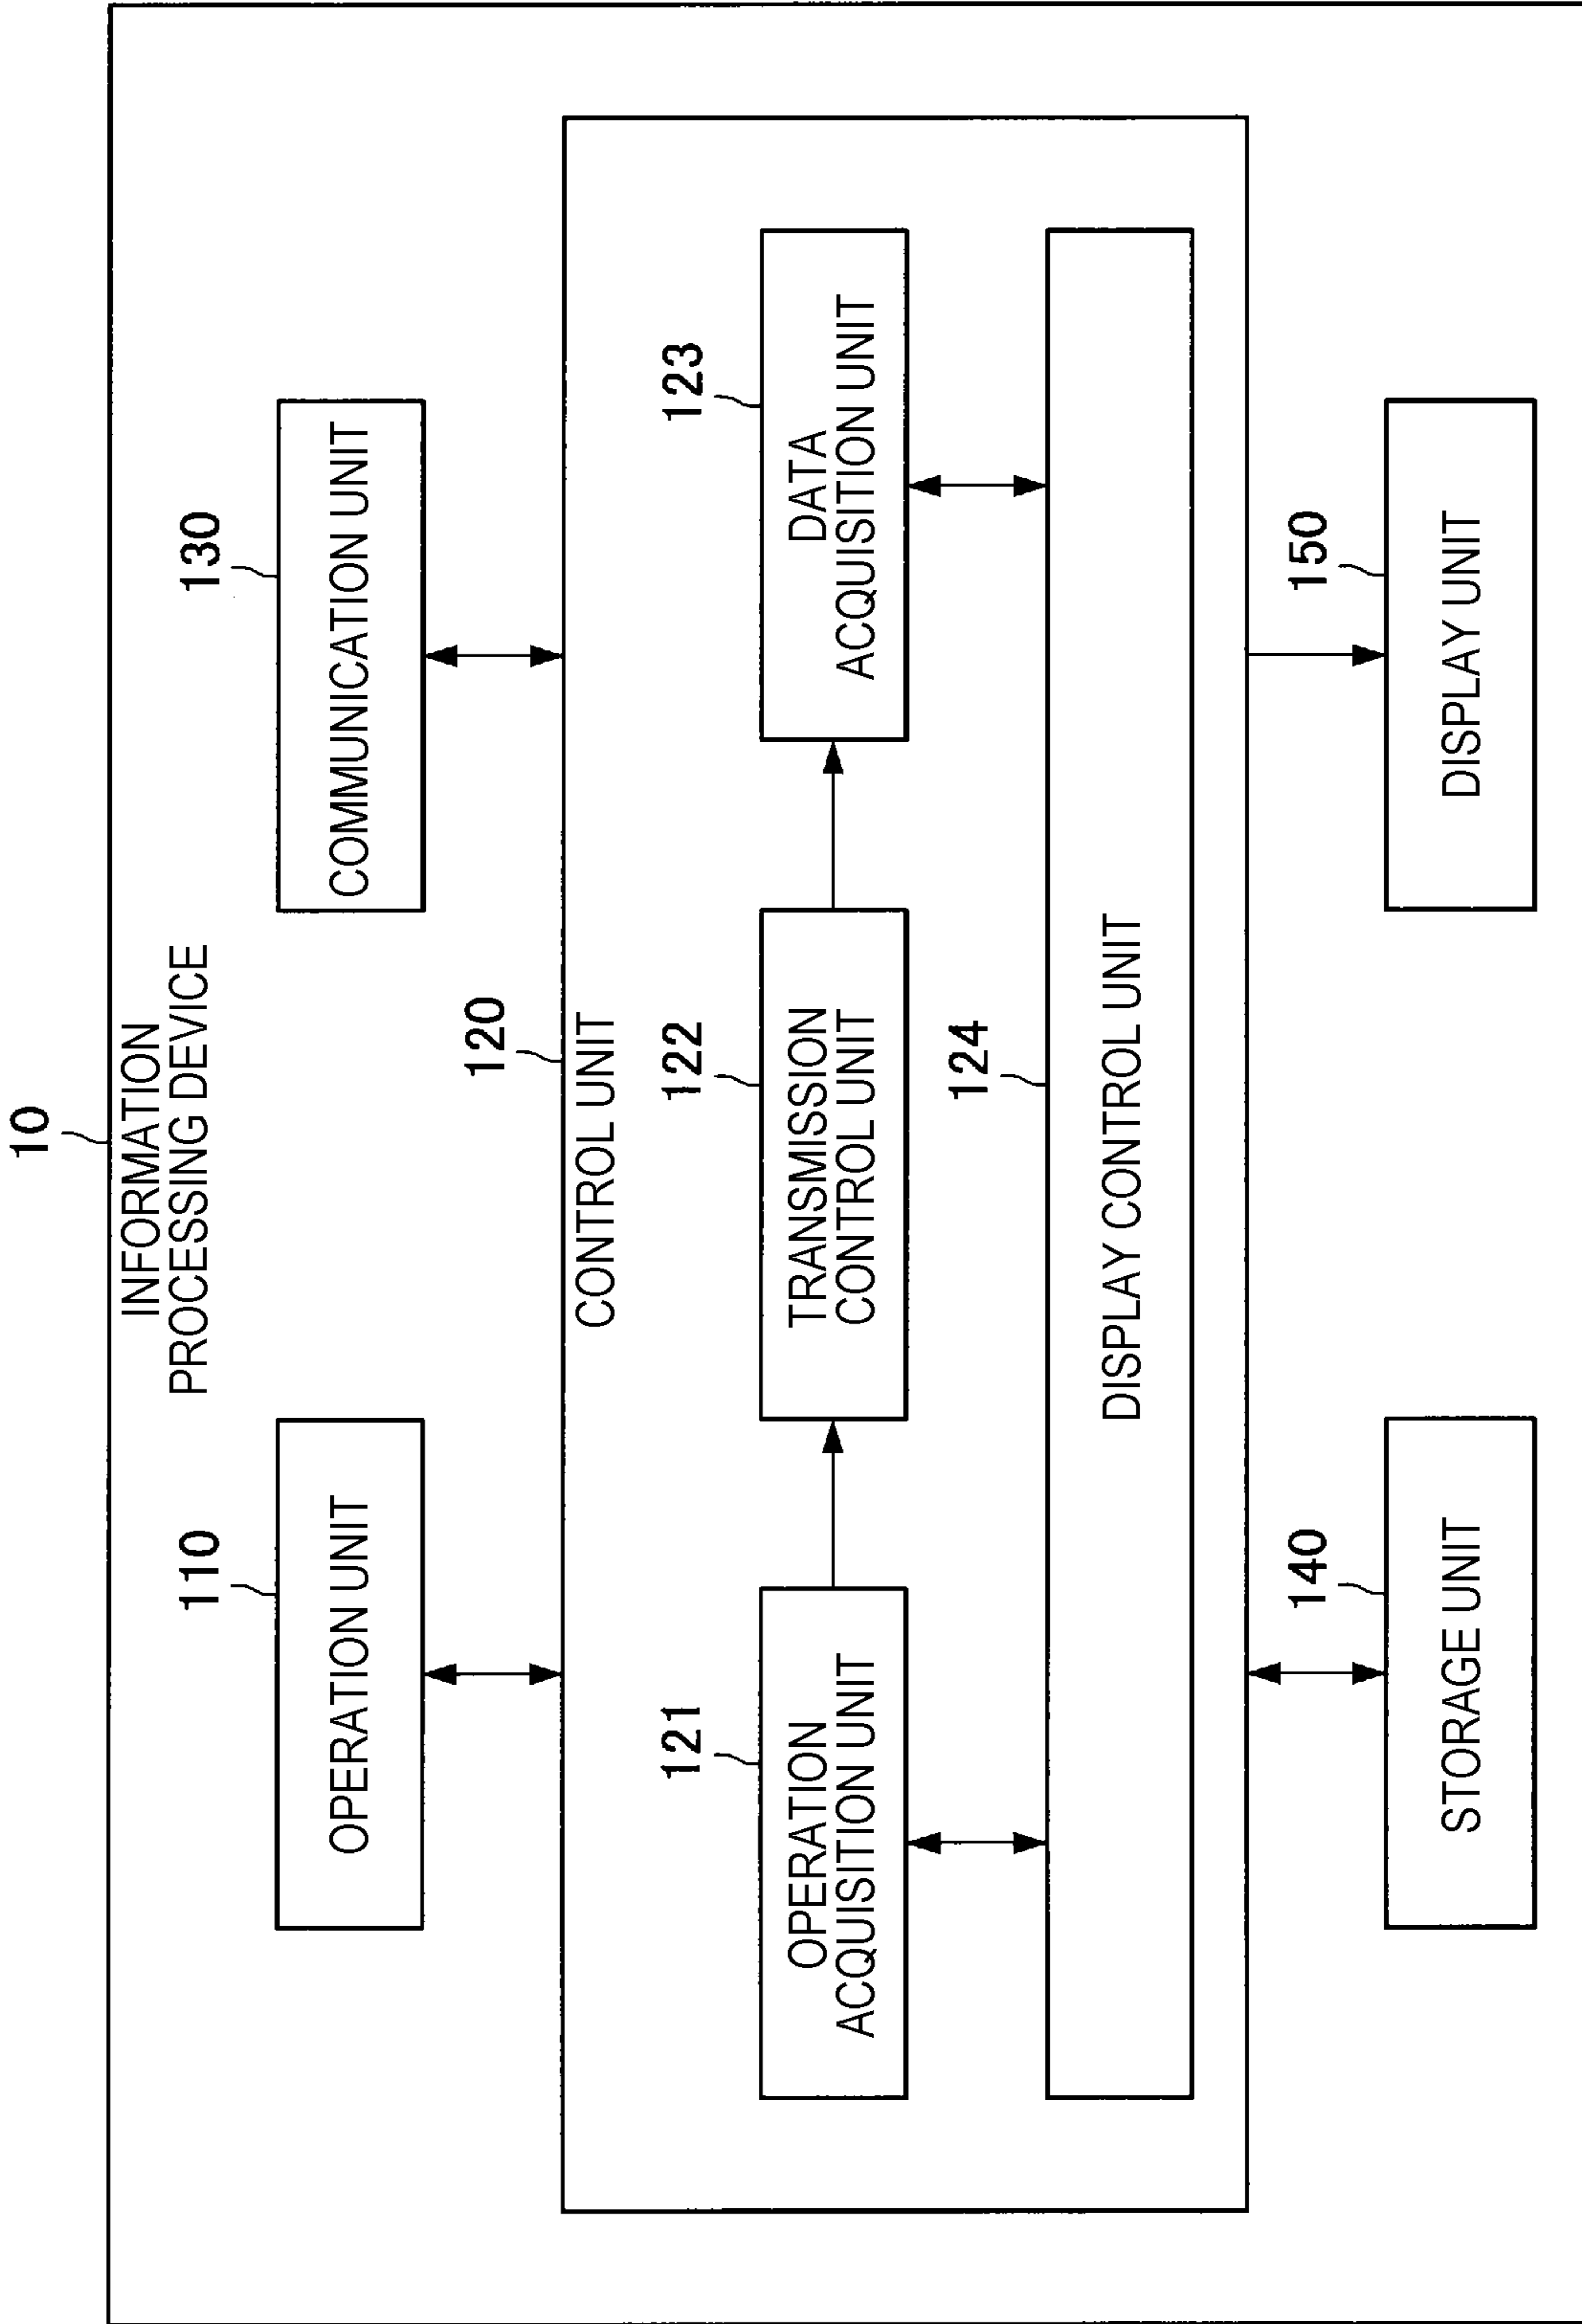 10
INFORMATION
PROCESSING DEVICE
110
OPERATION UNIT
130
COMMUNICATION UNIT
120
CONTROL UNIT
121
OPERATION
ACQUISITION UNIT
122
TRANSMISSION
CONTROL UNIT
123
DATA
ACQUISITION UNIT
124
DISPLAY CONTROL UNIT
140
STORAGE UNIT
150
DISPLAY UNIT